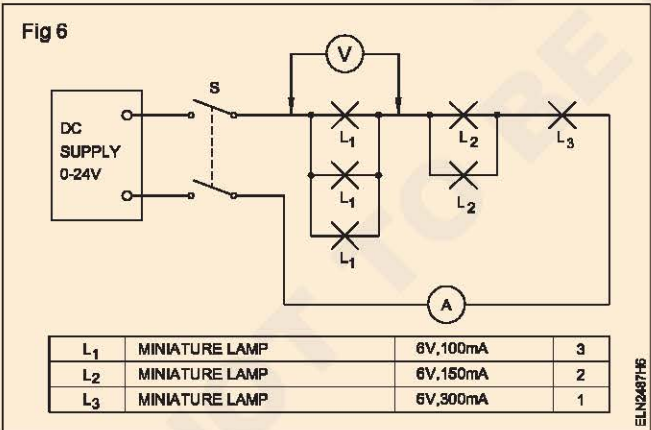 Fig 6
V
S
DC
SUPPLY
0-24V
L1
L2
L3
L1
L2
L1
A
L1 MINIATURE LAMP 6V,100mA 3
L2 MINIATURE LAMP 6V,150mA 2
L3 MINIATURE LAMP 6V,300mA 1
ELN2487H6